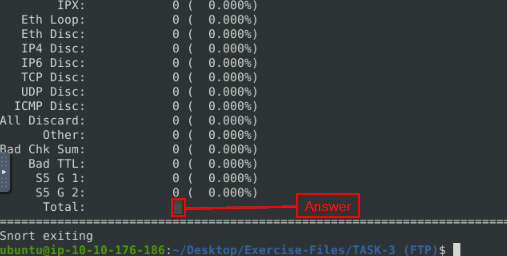 IPX: 0 ( 0.000%)
Eth Loop: 0 ( 0.000%)
Eth Disc: 0 ( 0.000%)
IP4 Disc: 0 ( 0.000%)
IP6 Disc: 0 ( 0.000%)
TCP Disc: 0 ( 0.000%)
UDP Disc: 0 ( 0.000%)
ICMP Disc: 0 ( 0.000%)
All Discard: 0 ( 0.000%)
Other: 0 ( 0.000%)
Bad Chk Sum: 0 ( 0.000%)
Bad TTL: 0 ( 0.000%)
S5 G 1: 0 ( 0.000%)
S5 G 2: 0 ( 0.000%)
Total: Answer
===============================================================================
Snort exiting
ubuntu@ip-10-10-176-186:~/Desktop/Exercise-Files/TASK-3 (FTP)$